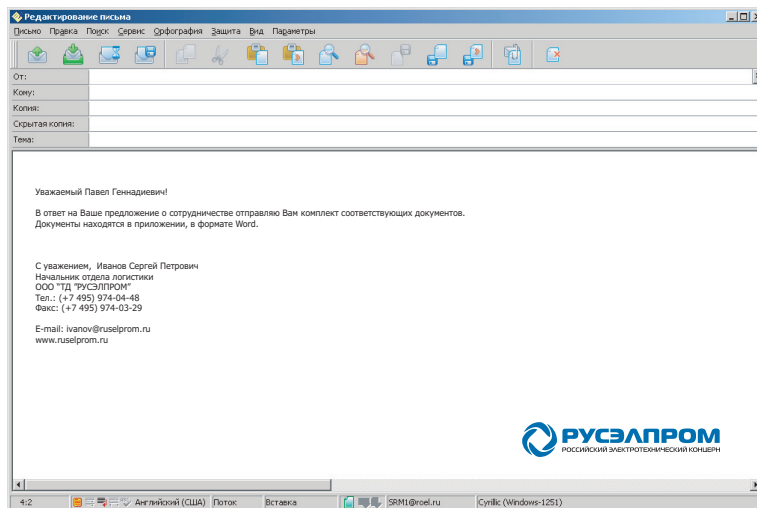 Редактирование письма
Письмо Правка Поиск Сервис Орфография Защита Вид Параметры
От:
Кому:
Копия:
Скрытая копия:
Тема:
Уважаемый Павел Геннадиевич!
В ответ на Ваше предложение о сотрудничестве отправляю Вам комплект соответствующих документов.
Документы находятся в приложении, в формате Word.
С уважением, Иванов Сергей Петрович
Начальник отдела логистики
ООО "ТД "РУСЭЛПРОМ"
Тел.: (+7 495) 974-04-48
Факс: (+7 495) 974-03-29
E-mail: ivanov@ruselprom.ru
www.ruselprom.ru
РУСЭЛПРОМ
РОССИЙСКИЙ ЭЛЕКТРОТЕХНИЧЕСКИЙ КОНЦЕРН
4:2 Английский (США) Поток Вставка SRM1@roel.ru Cyrillic (Windows-1251)